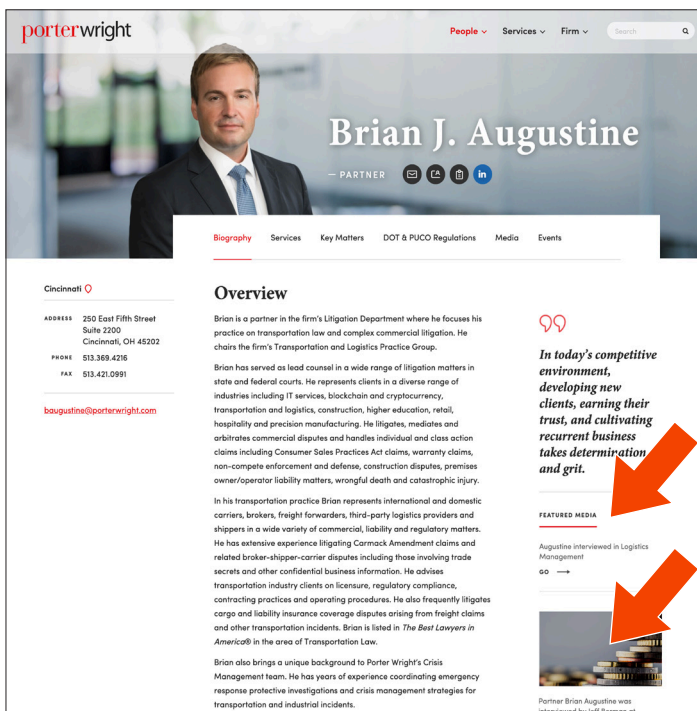 porterwright
People
Services
Firm
Search
Brian J. Augustine
— PARTNER
in
Biography
Services
Key Matters
DOT & PUCO Regulations
Media
Events
Cincinnati
ADDRESS 250 East Fifth Street
Suite 2200
Cincinnati, OH 45202
PHONE 513.369.4216
FAX 513.421.0991
baugustine@porterwright.com
Overview
Brian is a partner in the firm's Litigation Department where he focuses his
practice on transportation law and complex commercial litigation. He
chairs the firm's Transportation and Logistics Practice Group.
Brian has served as lead counsel in a wide range of litigation matters in
state and federal courts. He represents clients in a diverse range of
industries including IT services, blockchain and cryptocurrency,
transportation and logistics, construction, higher education, retail,
hospitality and precision manufacturing. He litigates, mediates and
arbitrates commercial disputes and handles individual and class action
claims including Consumer Sales Practices Act claims, warranty claims,
non-compete enforcement and defense, construction disputes, premises
owner/operator liability matters, wrongful death and catastrophic injury.
In his transportation practice Brian represents international and domestic
carriers, brokers, freight forwarders, third-party logistics providers and
shippers in a wide variety of commercial, liability and regulatory matters.
He has extensive experience litigating Carmack Amendment claims and
related broker-shipper-carrier disputes including those involving trade
secrets and other confidential business information. He advises
transportation industry clients on licensure, regulatory compliance,
contracting practices and operating procedures. He also frequently litigates
cargo and liability insurance coverage disputes arising from freight claims
and other transportation incidents. Brian is listed in The Best Lawyers in
America® in the area of Transportation Law.
Brian also brings a unique background to Porter Wright's Crisis
Management team. He has years of experience coordinating emergency
response protective investigations and crisis management strategies for
transportation and industrial incidents.
In today's competitive
environment,
developing new
clients, earning their
trust, and cultivating
recurrent business
takes determination
and grit.
FEATURED MEDIA
Augustine interviewed in Logistics
Management
GO →
Partner Brian Augustine was
interviewed by Jeff Berman at